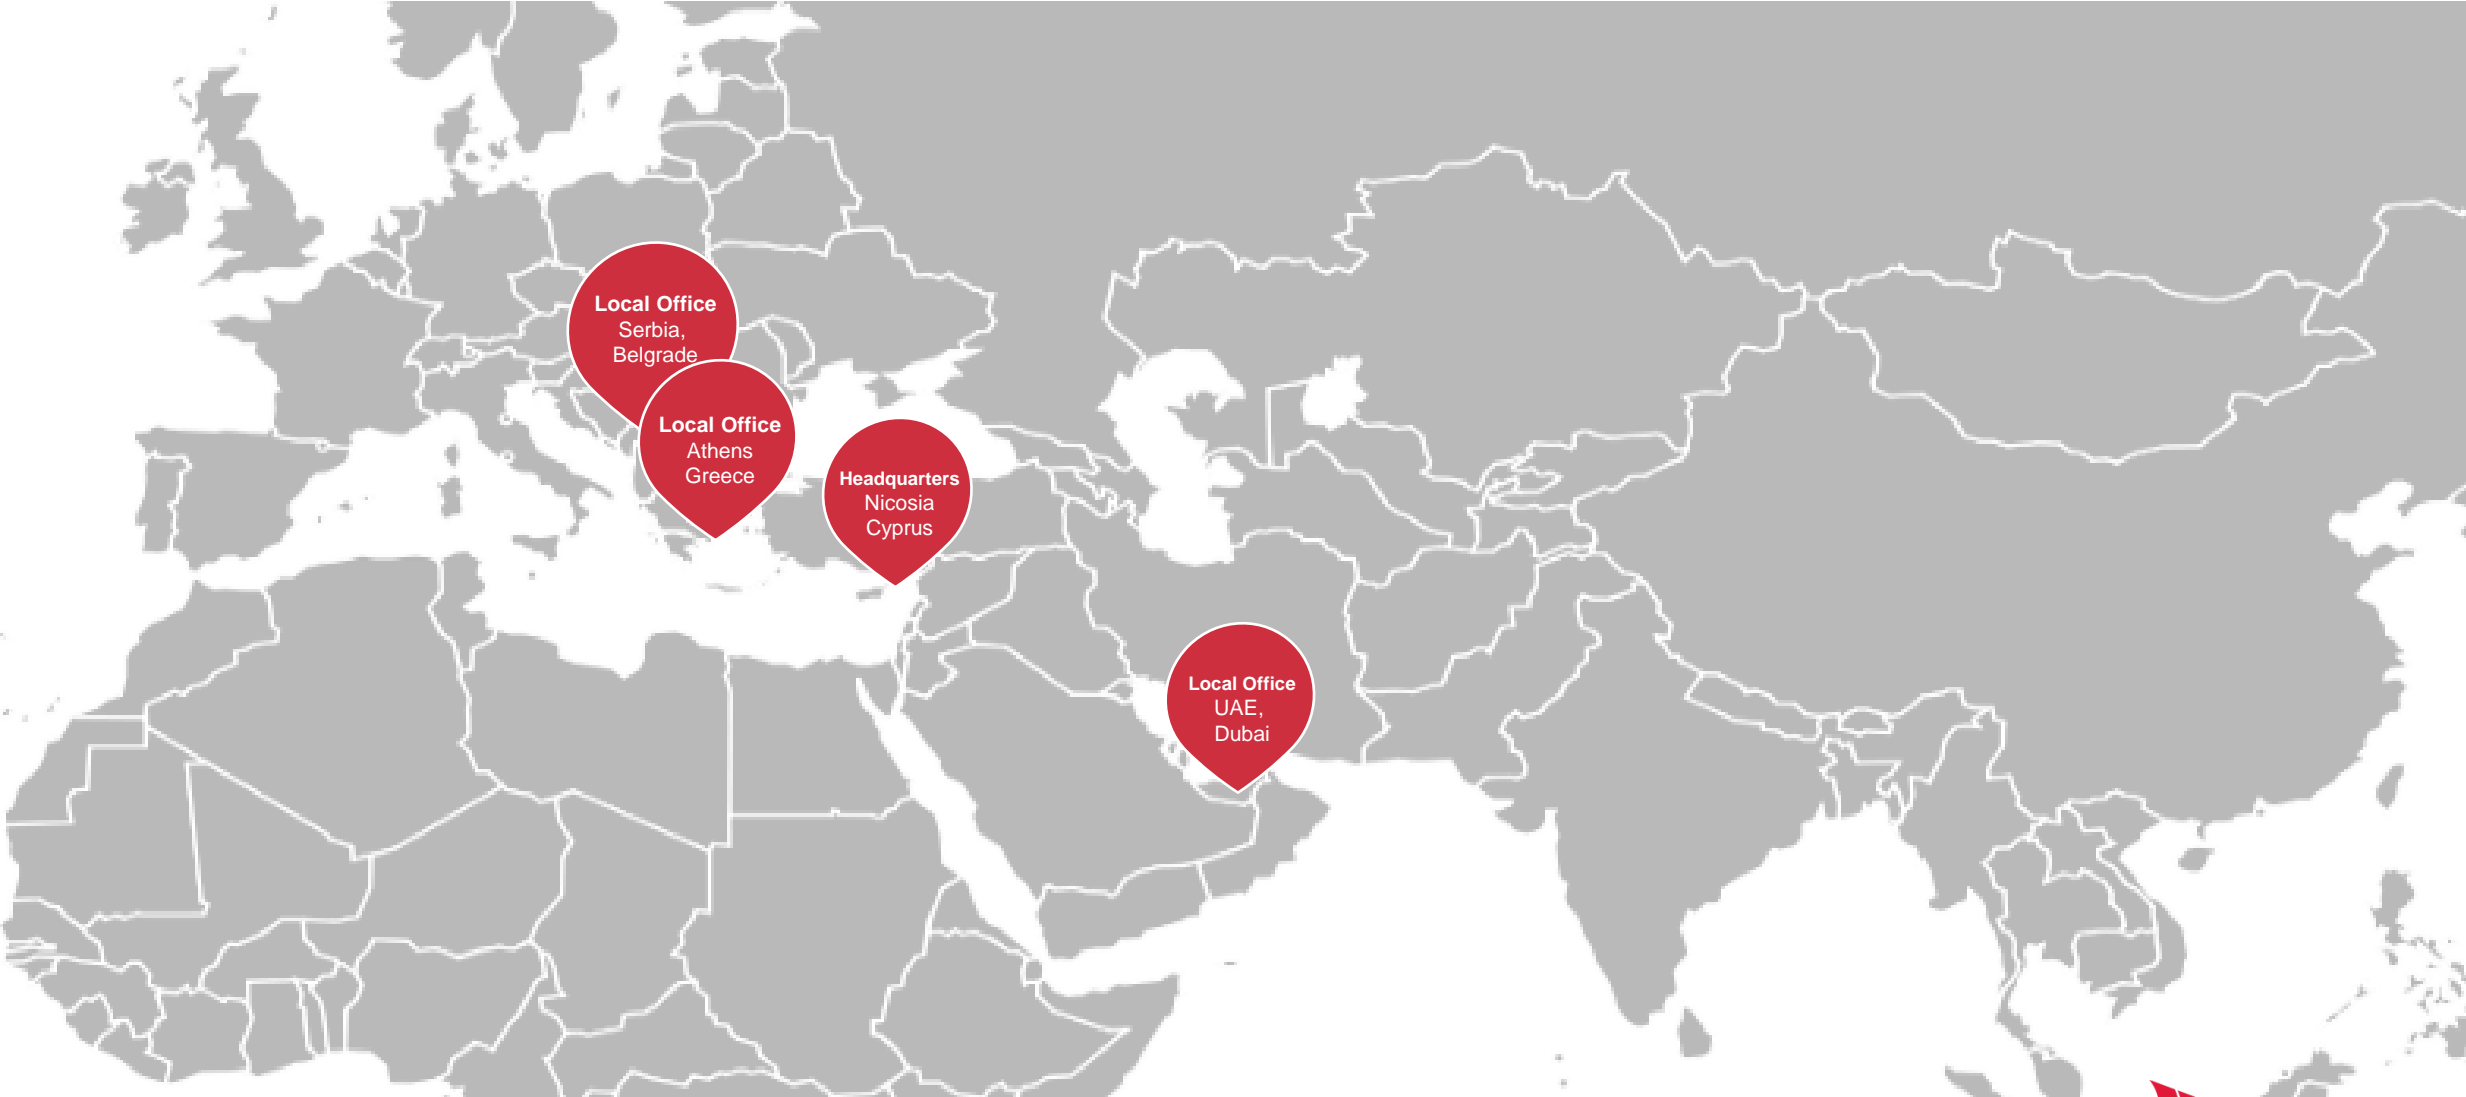 Local Office
Serbia,
Belgrade
Local Office
Athens
Greece
Headquarters
Nicosia
Cyprus
Local Office
UAE,
Dubai